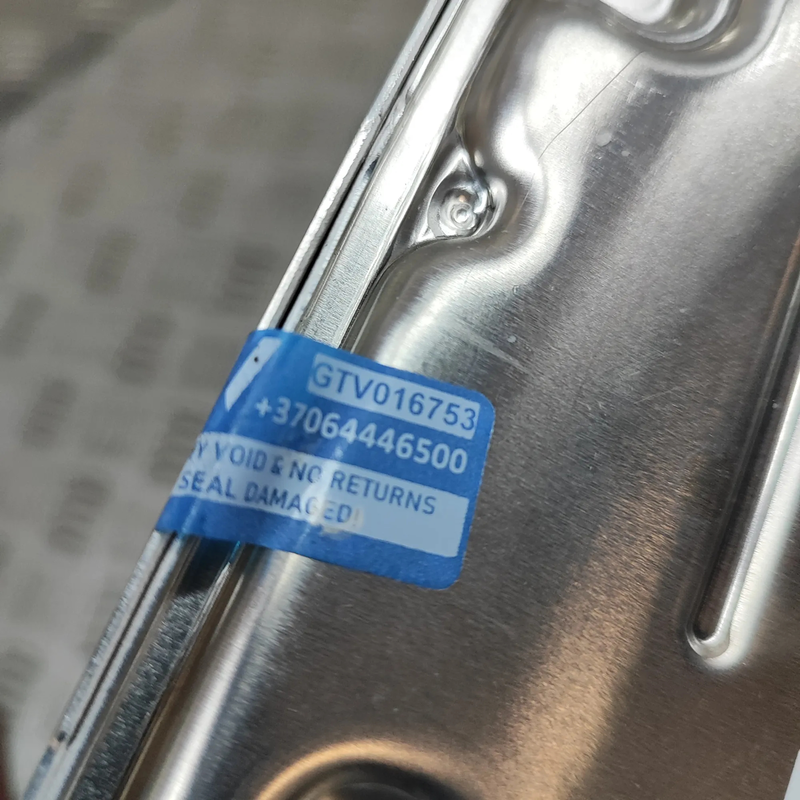 GTV016753
+37064446500
Y VOID & NO RETURNS
SEAL DAMAGED!